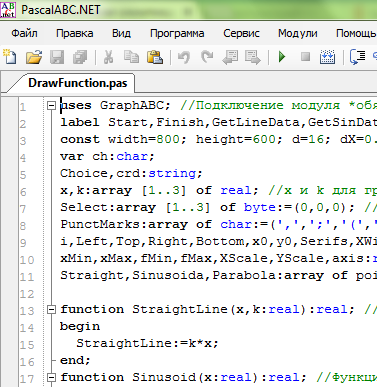 PascalABC.NET
Файл Правка Вид Программа Сервис Модули Помощь
DrawFunction.pas
1 uses GraphABC; //Подключение модуля *обя
2 label Start,Finish,GetLineData,GetSinDat
3 const width=800; height=600; d=16; dX=0.
4 var ch:char;
5 Choice,crd:string;
6 x,k:array [1..3] of real; //x и k для гр
7 Select:array [1..3] of byte:=(0,0,0); //
8 PunctMarks:array of char:=(',',';','(',
9 i,Left,Top,Right,Bottom,x0,y0,Serifs,XWi
10 xMin,xMax,fMin,fMax,XScale,YScale,axis:r
11 Straight,Sinusoida,Parabola:array of poi
12
13 function StraightLine(x,k:real):real; //
14 begin
15 StraightLine:=k*x;
16 end;
17 function Sinusoid(x:real):real; //Функци